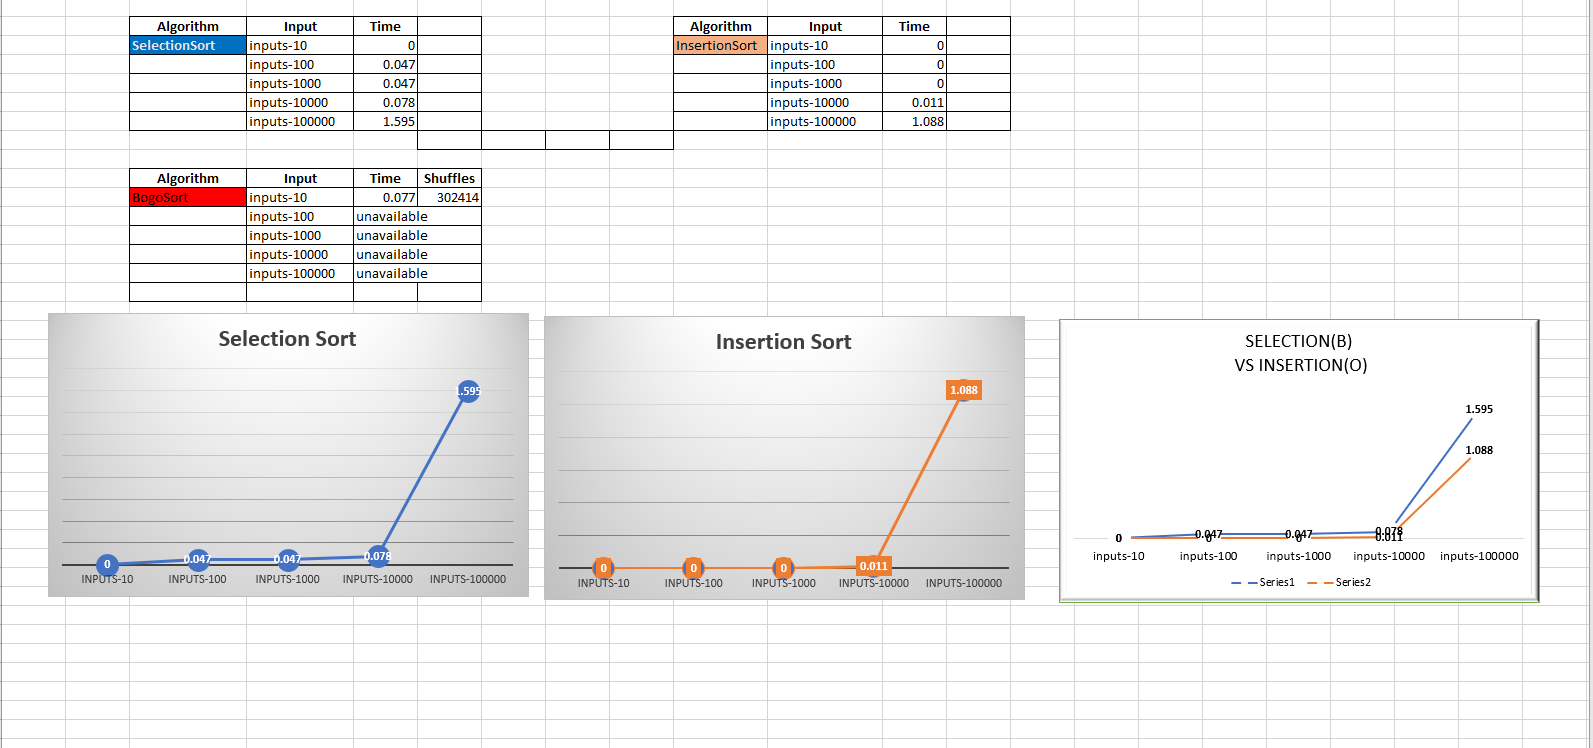 Algorithm Input Time
SelectionSort inputs-10 0
inputs-100 0.047
inputs-1000 0.047
inputs-10000 0.078
inputs-100000 1.595
Algorithm Input Time
InsertionSort inputs-10 0
inputs-100 0
inputs-1000 0
inputs-10000 0.011
inputs-100000 1.088
Algorithm Input Time Shuffles
BogoSort inputs-10 0.077 302414
inputs-100 unavailable
inputs-1000 unavailable
inputs-10000 unavailable
inputs-100000 unavailable
Selection Sort
1.595
0 0.047 0.047 0.078
INPUTS-10 INPUTS-100 INPUTS-1000 INPUTS-10000 INPUTS-100000
Insertion Sort
1.088
0 0 0 0.011
INPUTS-10 INPUTS-100 INPUTS-1000 INPUTS-10000 INPUTS-100000
SELECTION(B)
VS INSERTION(O)
1.595
1.088
0 0.047 0.047 0.078
0 0 0.011
inputs-10 inputs-100 inputs-1000 inputs-10000 inputs-100000
Series1 Series2